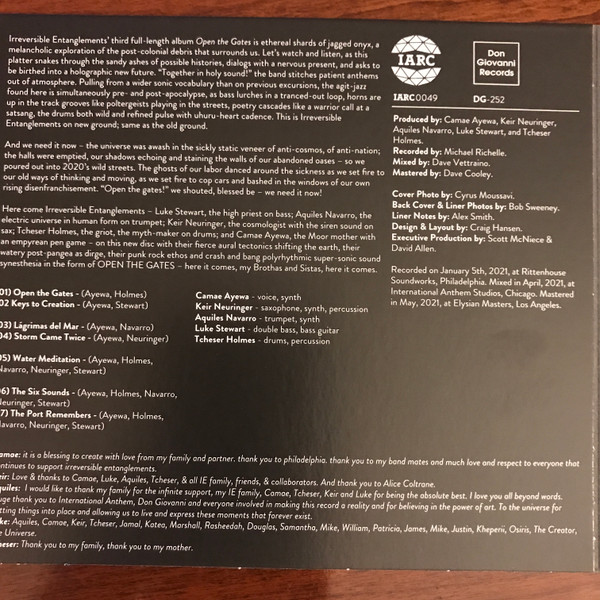 Irreversible Entanglements' third full-length album Open the Gates is ethereal shards of jagged onyx, a
melancholic exploration of the post-colonial debris that surrounds us. Let's watch and listen, as this
platter snakes through the sandy ashes of possible histories, dialogs with a nervous present, and asks to
be birthed into a holographic new future. "Together in holy sound!" the band stitches patient anthems
out of atmosphere. Pulling from a wider sonic vocabulary than on previous excursions, the agit-jazz
found here is simultaneously pre- and post-apocalypse, as bass lurches in a tranced-out loop, horns are
up in the track grooves like poltergeists playing in the streets, poetry cascades like a warrior call at a
satsang, the drums both wild and refined pulse with uhuru-heart cadence. This is Irreversible
Entanglements on new ground; same as the old ground.
And we need it now – the universe was awash in the sickly static veneer of anti-cosmos, of anti-nation;
the halls were emptied, our shadows echoing and staining the walls of our abandoned oases – so we
poured out into 2020's wild streets. The ghosts of our labor danced around the sickness as we set fire to
our old ways of thinking and moving, as we set fire to cop cars and bashed in the windows of our own
rising disenfranchisement. "Open the gates!" we shouted, blessed be – we need it now!
Here come Irreversible Entanglements – Luke Stewart, the high priest on bass; Aquiles Navarro, the
electric universe in human form on trumpet; Keir Neuringer, the cosmologist with the siren sound on
sax; Tcheser Holmes, the griot, the myth-maker on drums; and Camae Ayewa, the Moor mother with
an empyrean pen game – on this new disc with their fierce aural tectonics shifting the earth, their
watery post-pangea as dirge, their punk rock ethos and crash and bang polyrhythmic super-sonic sound
synesthesia in the form of OPEN THE GATES – here it comes, my Brothas and Sistas, here it comes.
01) Open the Gates - (Ayewa, Holmes)
02 Keys to Creation - (Ayewa, Stewart)
03) Lágrimas del Mar - (Ayewa, Navarro)
04) Storm Came Twice - (Ayewa, Neuringer)
05) Water Meditation - (Ayewa, Holmes,
Navarro, Neuringer, Stewart)
06) The Six Sounds - (Ayewa, Holmes, Navarro,
Neuringer, Stewart)
7) The Port Remembers - (Ayewa, Holmes,
Navarro, Neuringer, Stewart)
Camae Ayewa - voice, synth
Keir Neuringer - saxophone, synth, percussion
Aquiles Navarro - trumpet, synth
Luke Stewart - double bass, bass guitar
Tcheser Holmes - drums, percussion
IARC
IARC0049
Don
Giovanni
Records
DG-252
Produced by: Camae Ayewa, Keir Neuringer,
Aquiles Navarro, Luke Stewart, and Tcheser
Holmes.
Recorded by: Michael Richelle.
Mixed by: Dave Vettraino.
Mastered by: Dave Cooley.
Cover Photo by: Cyrus Moussavi.
Back Cover & Liner Photos by: Bob Sweeney.
Liner Notes by: Alex Smith.
Design & Layout by: Craig Hansen.
Executive Production by: Scott McNiece &
David Allen.
Recorded on January 5th, 2021, at Rittenhouse
Soundworks, Philadelphia. Mixed in April, 2021, at
International Anthem Studios, Chicago. Mastered
in May, 2021, at Elysian Masters, Los Angeles.
Camae: it is a blessing to create with love from my family and partner. thank you to philadelphia. thank you to my band mates and much love and respect to everyone that
continues to support irreversible entanglements.
Keir: Love & thanks to Camae, Luke, Aquiles, Tcheser, & all IE family, friends, & collaborators. And thank you to Alice Coltrane.
Aquiles: I would like to thank my family for the infinite support, my IE family, Camae, Tcheser, Keir and Luke for being the absolute best. I love you all beyond words.
Huge thank you to International Anthem, Don Giovanni and everyone involved in making this record a reality and for believing in the power of art. To the universe for
putting things into place and allowing us to live and express these moments that forever exist.
Luke: Aquiles, Camae, Keir, Tcheser, Jamal, Katea, Marshall, Rasheedah, Douglas, Samantha, Mike, William, Patricia, James, Mike, Justin, Kheperii, Osiris, The Creator,
The Universe.
Tcheser: Thank you to my family, thank you to my mother.